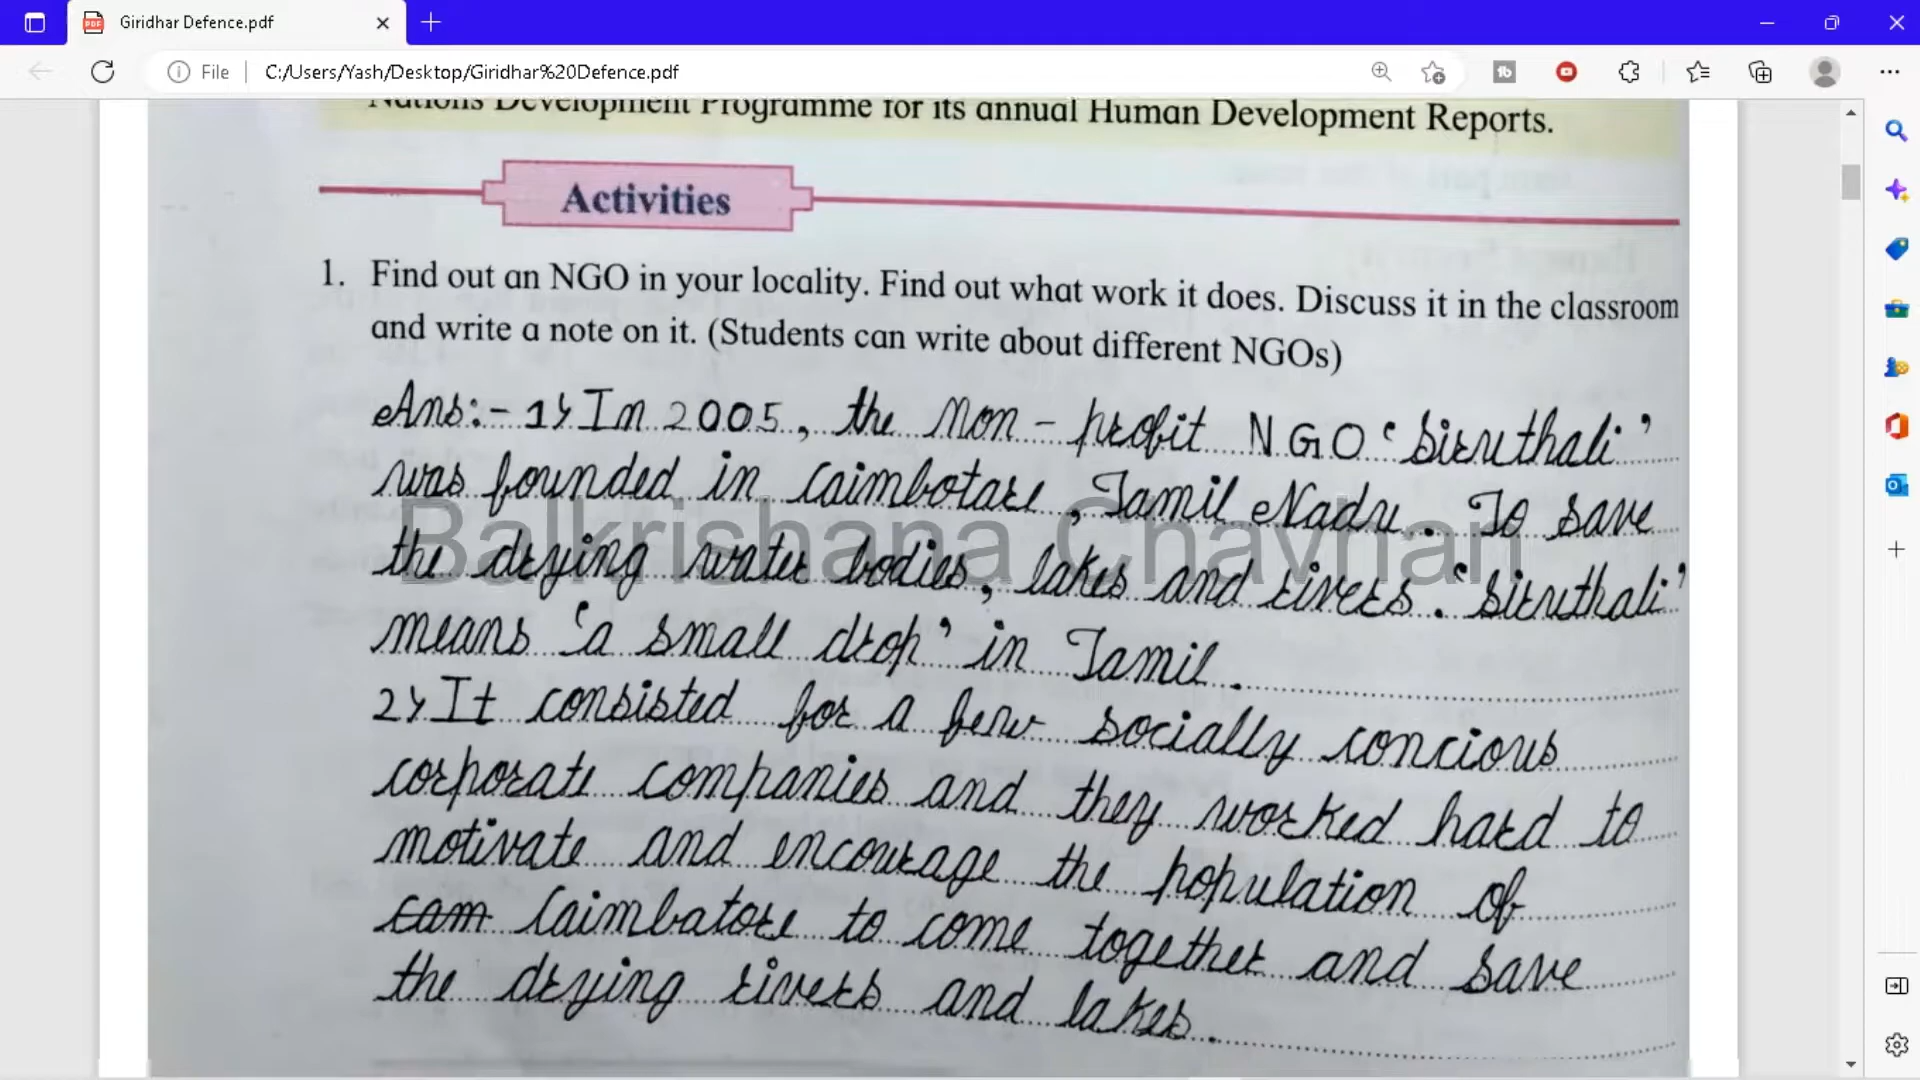 Giridhar Defence.pdf
File
C:/Users/Yash/Desktop/Giridhar%20Defence.pdf
Nations Development Programme for its annual Human Development Reports.
Activities
1. Find out an NGO in your locality. Find out what work it does. Discuss it in the classroom
and write a note on it. (Students can write about different NGOs)
Ans:- 1) In 2005, the Non - profit NGO 'Siruthali'
was founded in Caimbotare, Tamil Nadu. To save
Balkrishana Chavhan
the drying water bodies, lakes and rivers. 'Siruthali'
means 'a small drop' in Tamil.
2) It consisted for a few socially concious
corporate companies and they worked hard to
motivate and encourage the population of
cam Caimbatore to come together and save
the drying rivers and lakes.